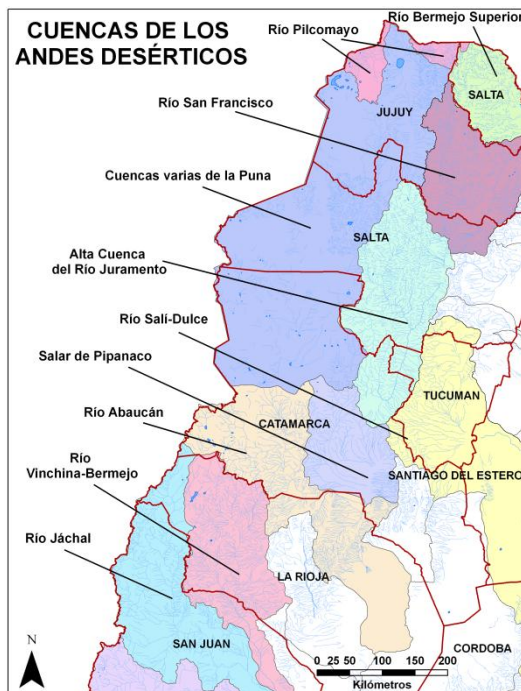 CUENCAS DE LOS
ANDES DESÉRTICOS
Río Bermejo Superior
Río Pilcomayo
SALTA
JUJUY
Río San Francisco
Cuencas varias de la Puna
SALTA
Alta Cuenca
del Río Juramento
Río Salí-Dulce
Salar de Pipanaco
TUCUMAN
Río Abaucán
CATAMARCA
Río
Vinchina-Bermejo
SANTIAGO DEL ESTERO
Río Jáchal
LA RIOJA
SAN JUAN
CORDOBA
N
0 25 50 100 150 200
Kilómetros